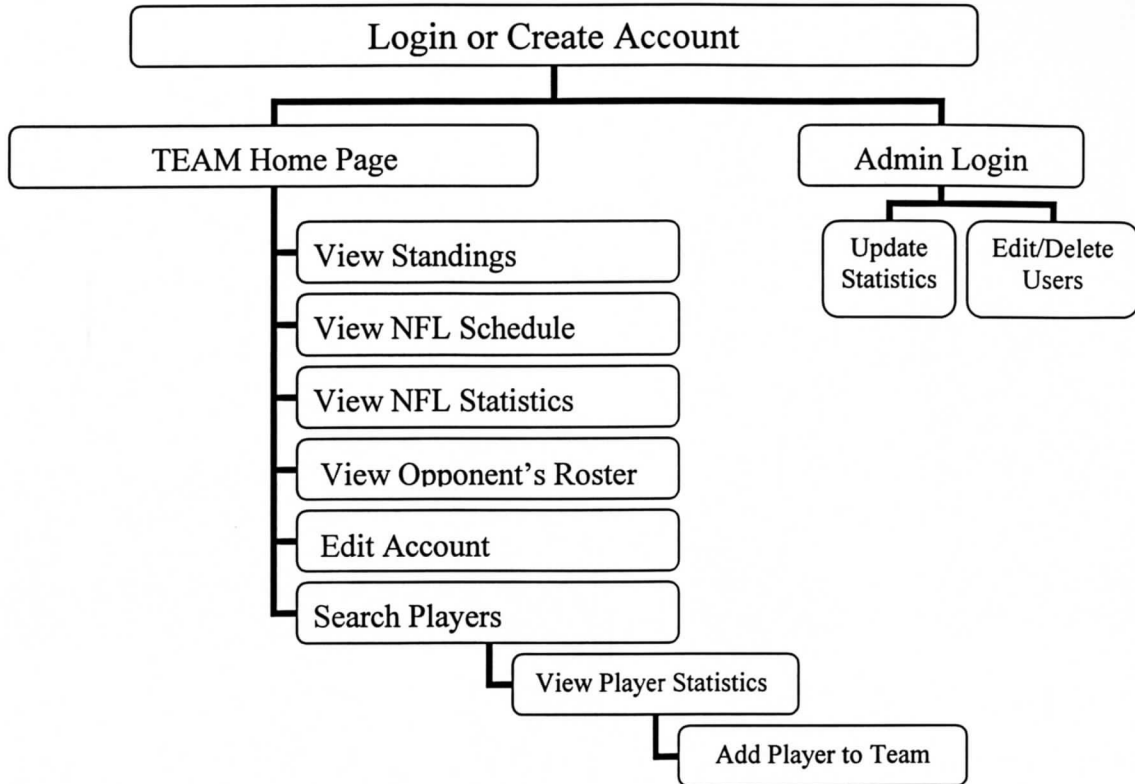 Login or Create Account
TEAM Home Page
Admin Login
Update
Statistics
Edit/Delete
Users
View Standings
View NFL Schedule
View NFL Statistics
View Opponent's Roster
Edit Account
Search Players
View Player Statistics
Add Player to Team